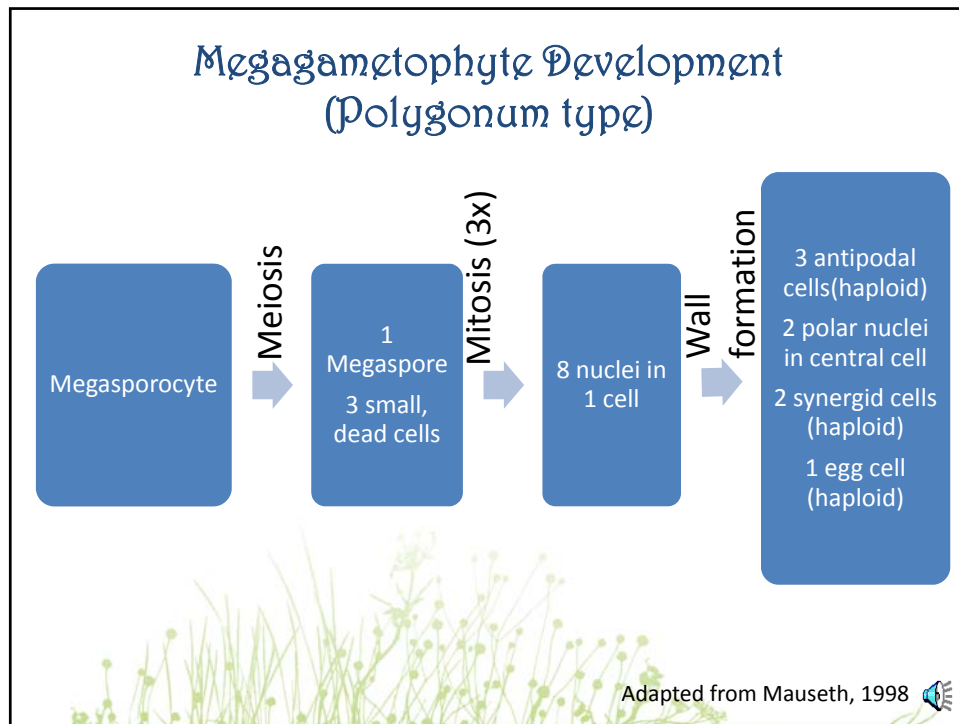 Megagametophyte Development
(Polygonum type)
Megasporocyte
Meiosis
1
Megaspore
3 small,
dead cells
Mitosis (3x)
8 nuclei in
1 cell
Wall
formation
3 antipodal
cells(haploid)
2 polar nuclei
in central cell
2 synergid cells
(haploid)
1 egg cell
(haploid)
Adapted from Mauseth, 1998